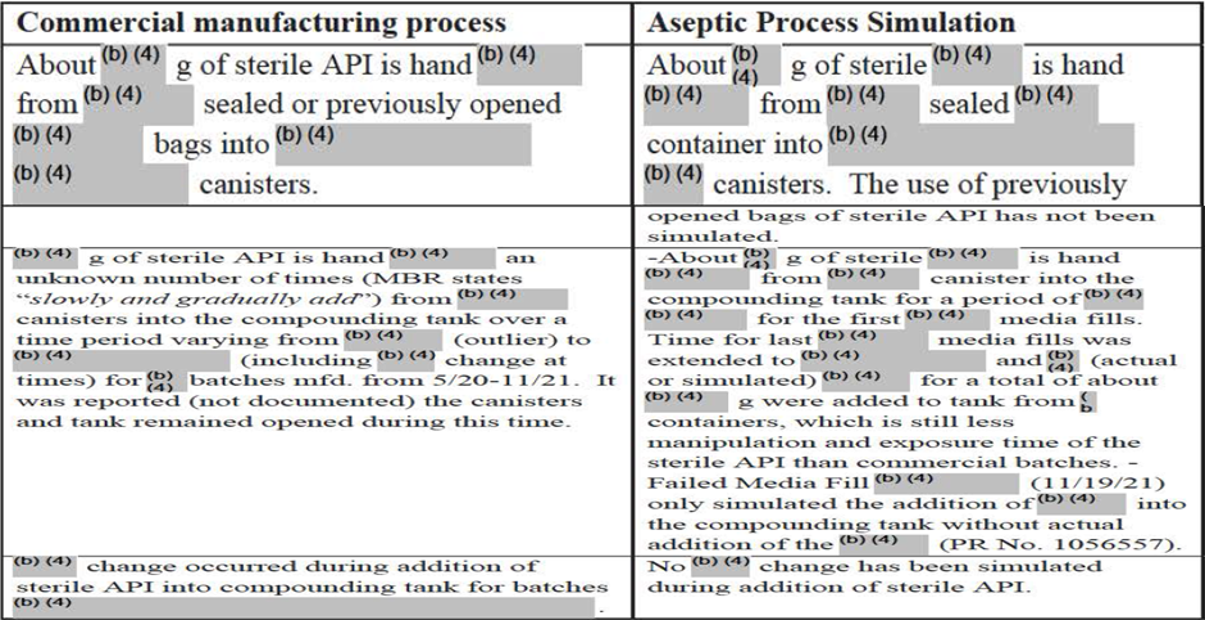 Commercial manufacturing process
About (b) (4) g of sterile API is hand (b) (4)
from (b) (4) sealed or previously opened
(b) (4) bags into (b) (4)
(b) (4) canisters.
Aseptic Process Simulation
About (b) (4) g of sterile (b) (4) is hand
(b) (4) from (b) (4) sealed (b) (4)
container into (b) (4)
(b) (4) canisters. The use of previously
opened bags of sterile API has not been
simulated.
(b) (4) g of sterile API is hand (b) (4) an
unknown number of times (MBR states
“slowly and gradually add”) from (b) (4)
canisters into the compounding tank over a
time period varying from (b) (4) (outlier) to
(b) (4) (including (b) (4) change at
times) for (b) (4) batches mfd. from 5/20-11/21. It
was reported (not documented) the canisters
and tank remained opened during this time.
-About (b) (4) g of sterile (b) (4) is hand
(b) (4) from (b) (4) canister into the
compounding tank for a period of (b) (4)
(b) (4) for the first (b) (4) media fills.
Time for last (b) (4) media fills was
extended to (b) (4) and (b) (4) (actual
or simulated) (b) (4) for a total of about
(b) (4) g were added to tank from
containers, which is still less
manipulation and exposure time of the
sterile API than commercial batches. -
Failed Media Fill (b) (4) (11/19/21)
only simulated the addition of (b) (4) into
the compounding tank without actual
addition of the (b) (4) (PR No. 1056557).
(b) (4) change occurred during addition of
sterile API into compounding tank for batches
(b) (4) .
No (b) (4) change has been simulated
during addition of sterile API.